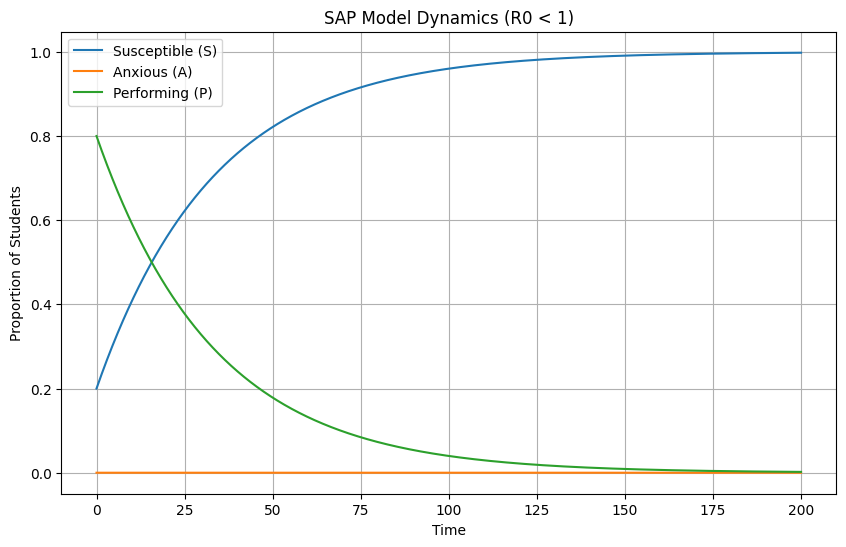 SAP Model Dynamics (R0 < 1)
Susceptible (S)
Anxious (A)
Performing (P)
Proportion of Students
1.0
0.8
0.6
0.4
0.2
0.0
0 25 50 75 100 125 150 175 200
Time